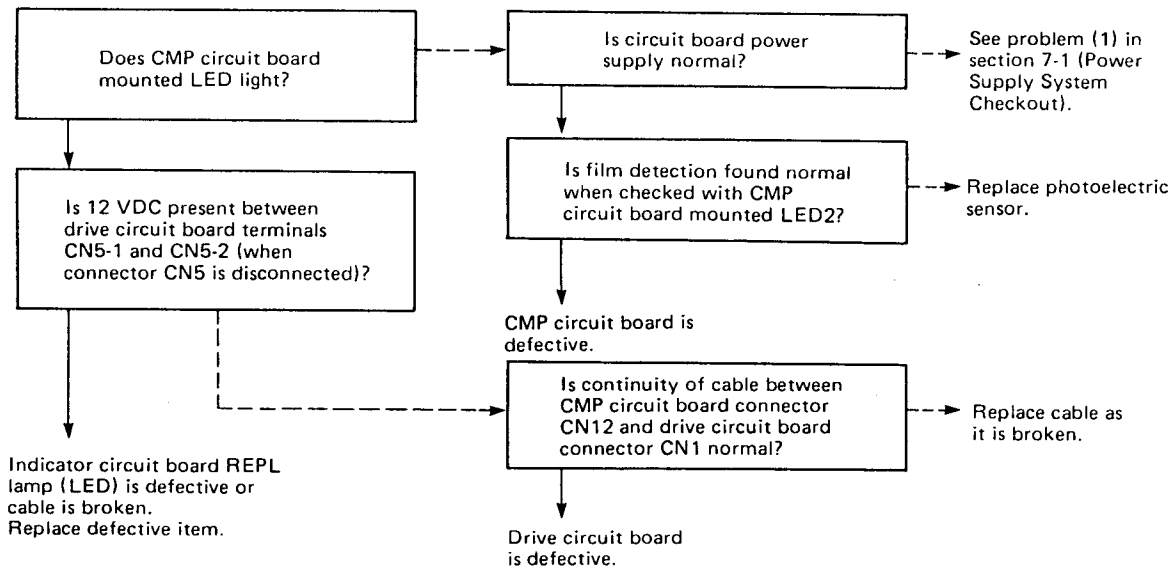 Does CMP circuit board
mounted LED light?
Is circuit board power
supply normal?
See problem (1) in
section 7-1 (Power
Supply System
Checkout).
Is 12 VDC present between
drive circuit board terminals
CN5-1 and CN5-2 (when
connector CN5 is disconnected)?
Is film detection found normal
when checked with CMP
circuit board mounted LED2?
Replace photoelectric
sensor.
CMP circuit board is
defective.
Is continuity of cable between
CMP circuit board connector
CN12 and drive circuit board
connector CN1 normal?
Replace cable as
it is broken.
Indicator circuit board REPL
lamp (LED) is defective or
cable is broken.
Replace defective item.
Drive circuit board
is defective.